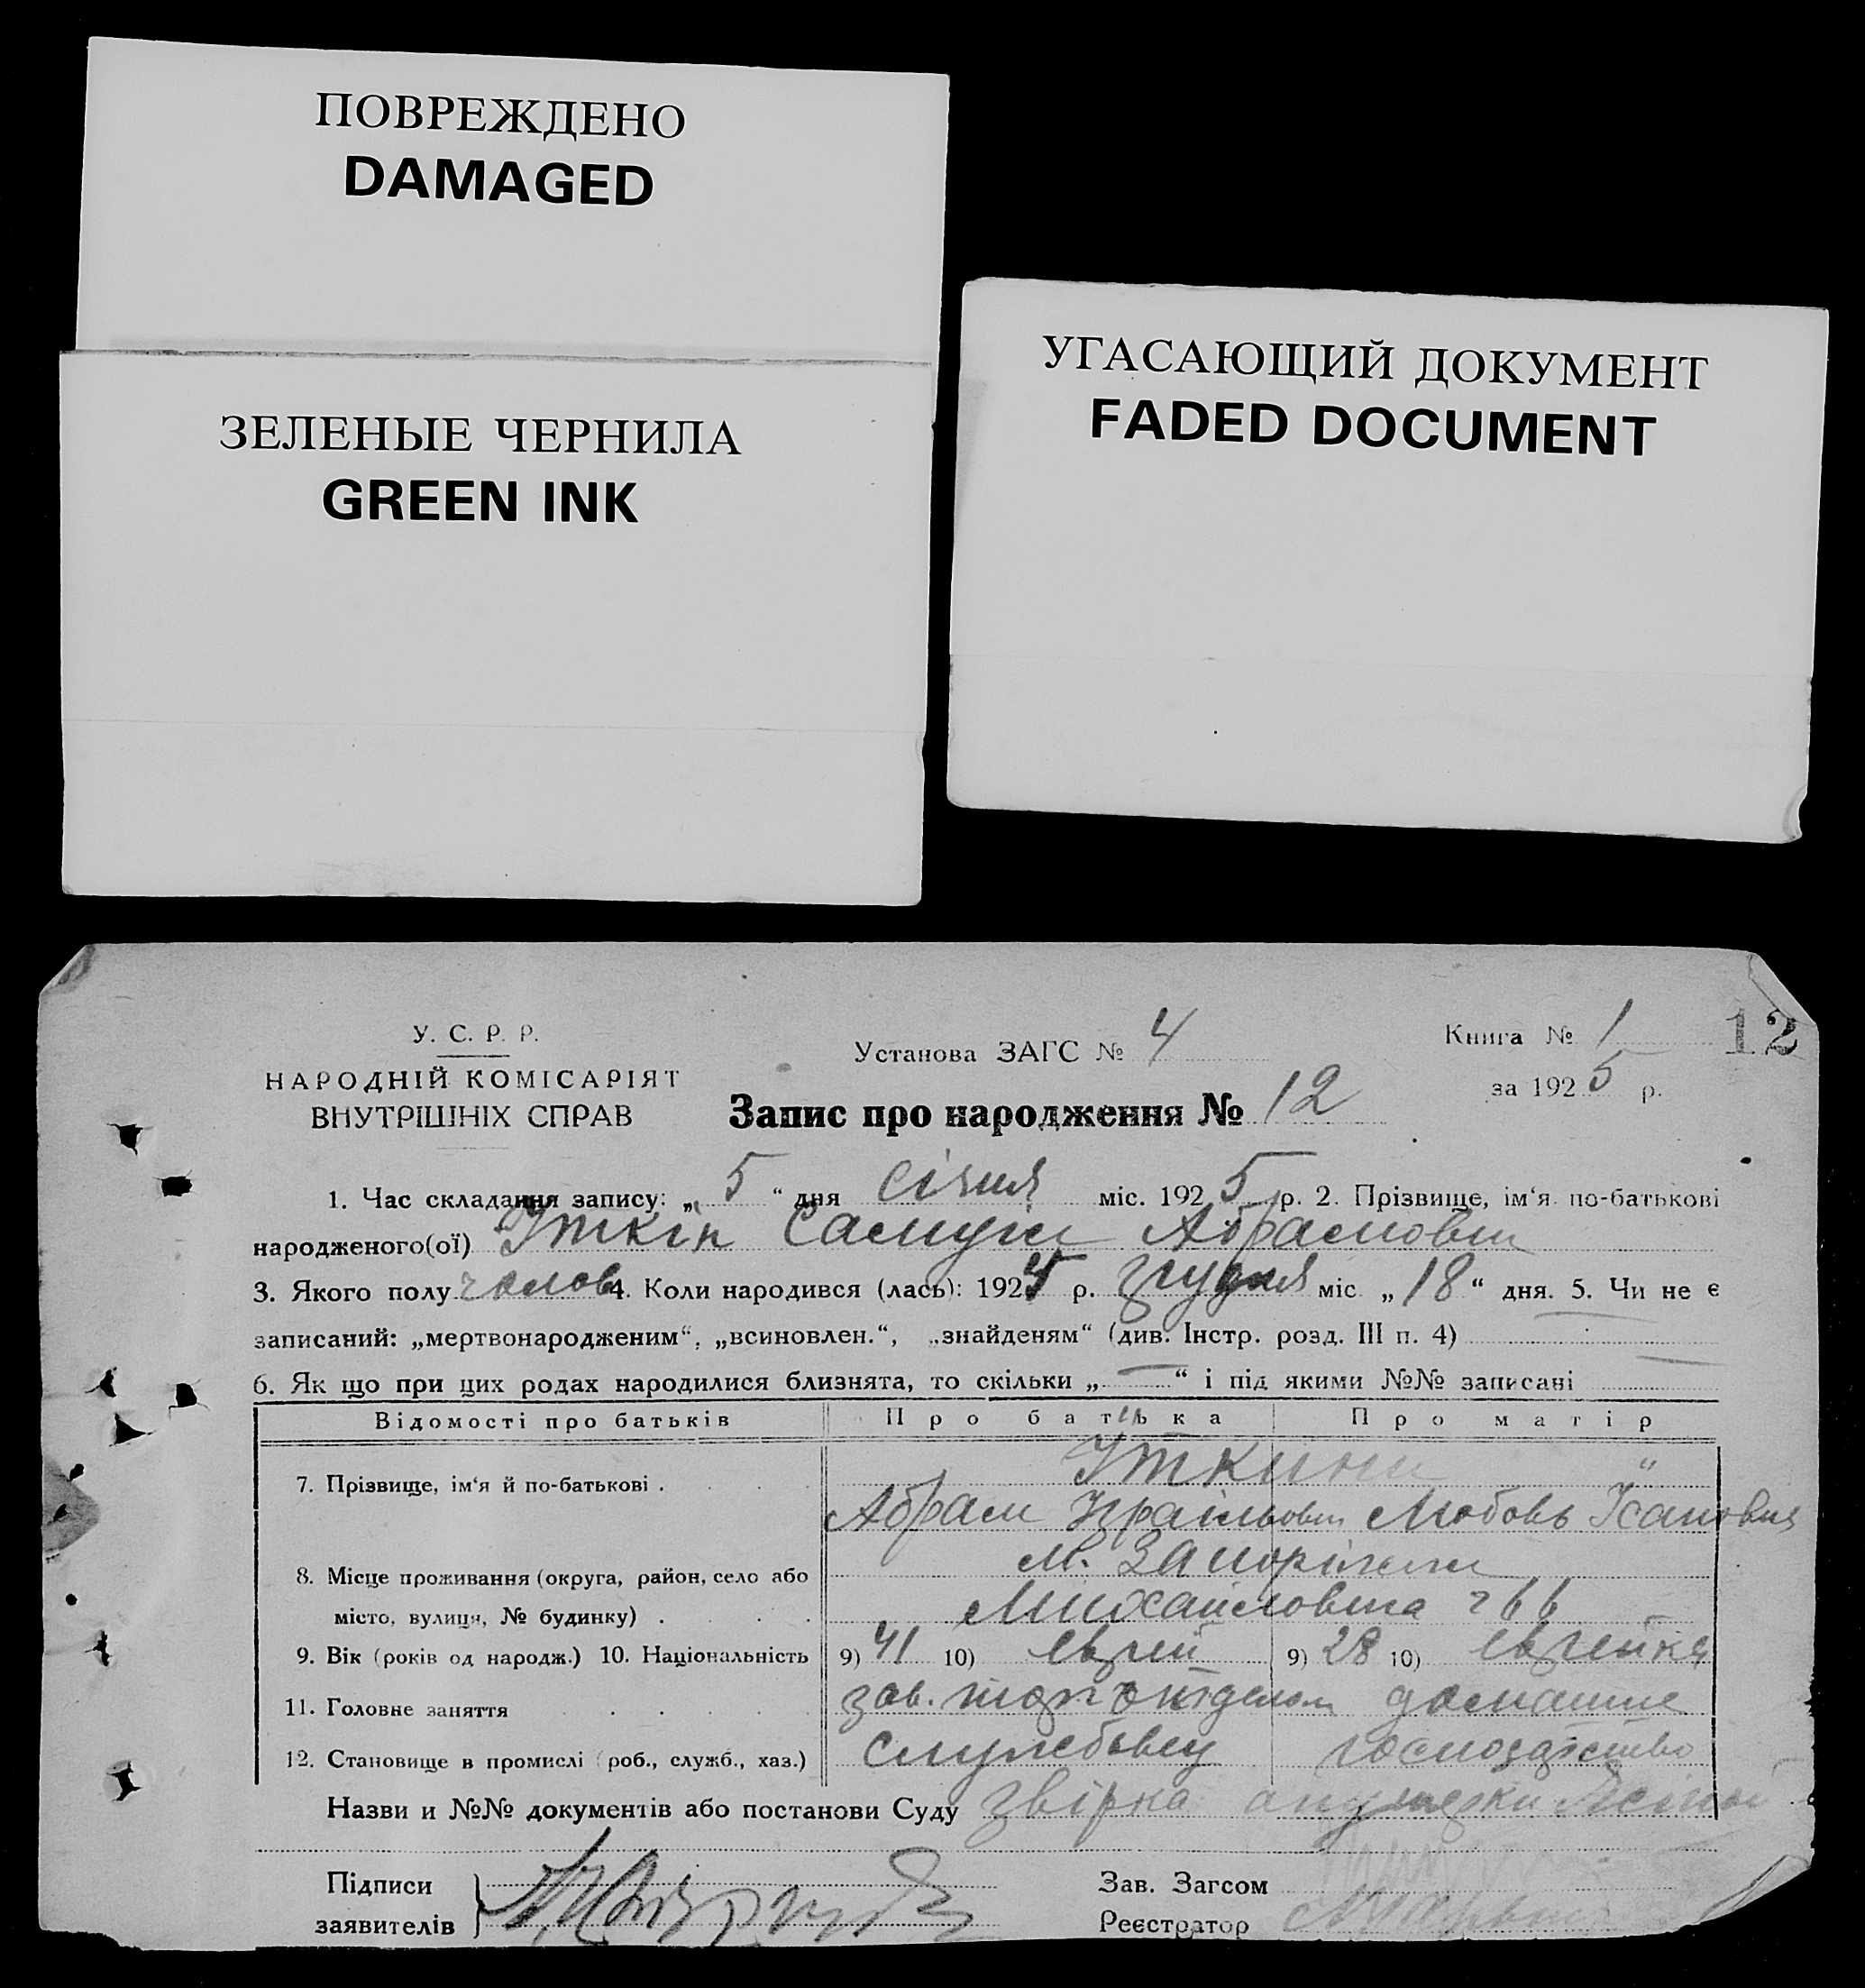 ПОВРЕЖДЕНО
DAMAGED
ЗЕЛЕНЫЕ ЧЕРНИЛА
GREEN INK
УГАСАЮЩИЙ ДОКУМЕНТ
FADED DOCUMENT
У. С. Р. Р.
НАРОДНІЙ КОМІСАРІЯТ
ВНУТРІШНІХ СПРАВ
Установа ЗАГС № 4
Запис про народження № 12
Книга № 1
за 1925 р.
12
1. Час складання запису: „ 5 “ дня Січня міс. 1925 р. 2. Прізвище, ім‘я по-батькові
народженого(ої) Уткін Самуїл Абрамович
3. Якого полу чолов 4. Коли народився (лась): 1924 р. грудня міс „ 18 “ дня. 5. Чи не є
записаний: „мертвонародженим“, „всиновлен.“, „знайденям“ (див. Інстр. розд. III п. 4)
6. Як що при цих родах народилися близнята, то скільки „ — “ і під якими №№ записані
Відомості про батьків Про батька Про матір
7. Прізвище, ім‘я й по-батькові . Уткини “
Абрам Любовь
8. Місце проживання (округа, район, село або м.
місто, вулиця, № будинку) .
9. Вік (років од народж.) 10. Національність 9) 41 10) еврей 9) 28 10) еврейка
11. Головне заняття зав. домашне
12. Становище в промислі (роб., служб., хаз.) службовец господарство
Назви и №№ документів або постанови Суду звірка акушерки
Підписи
заявителів
Зав. Загсом
Реєстратор